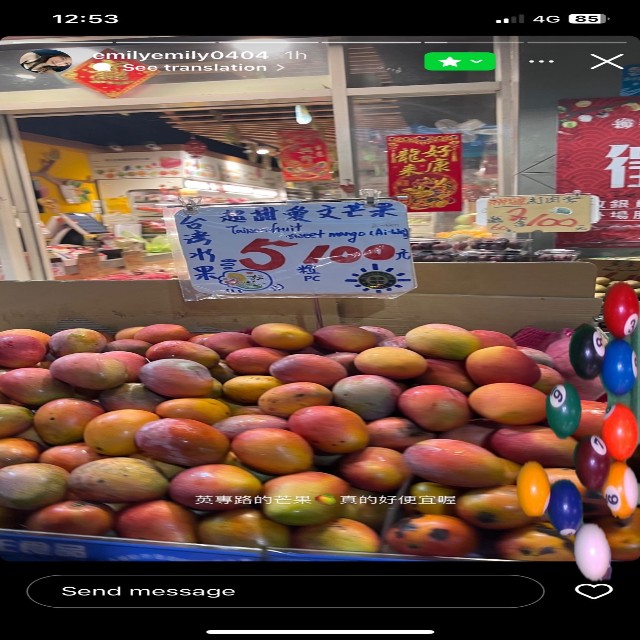 12:53
4G 85
emilyemily0404 1h
See translation >
台灣水果
超甜愛文芒果
Taiwan fruit
sweet mango (Ai-Wen)
5 粒 PC / 100 元
好康
龍來
3/100
英專路的芒果🥭真的好便宜喔
Send message